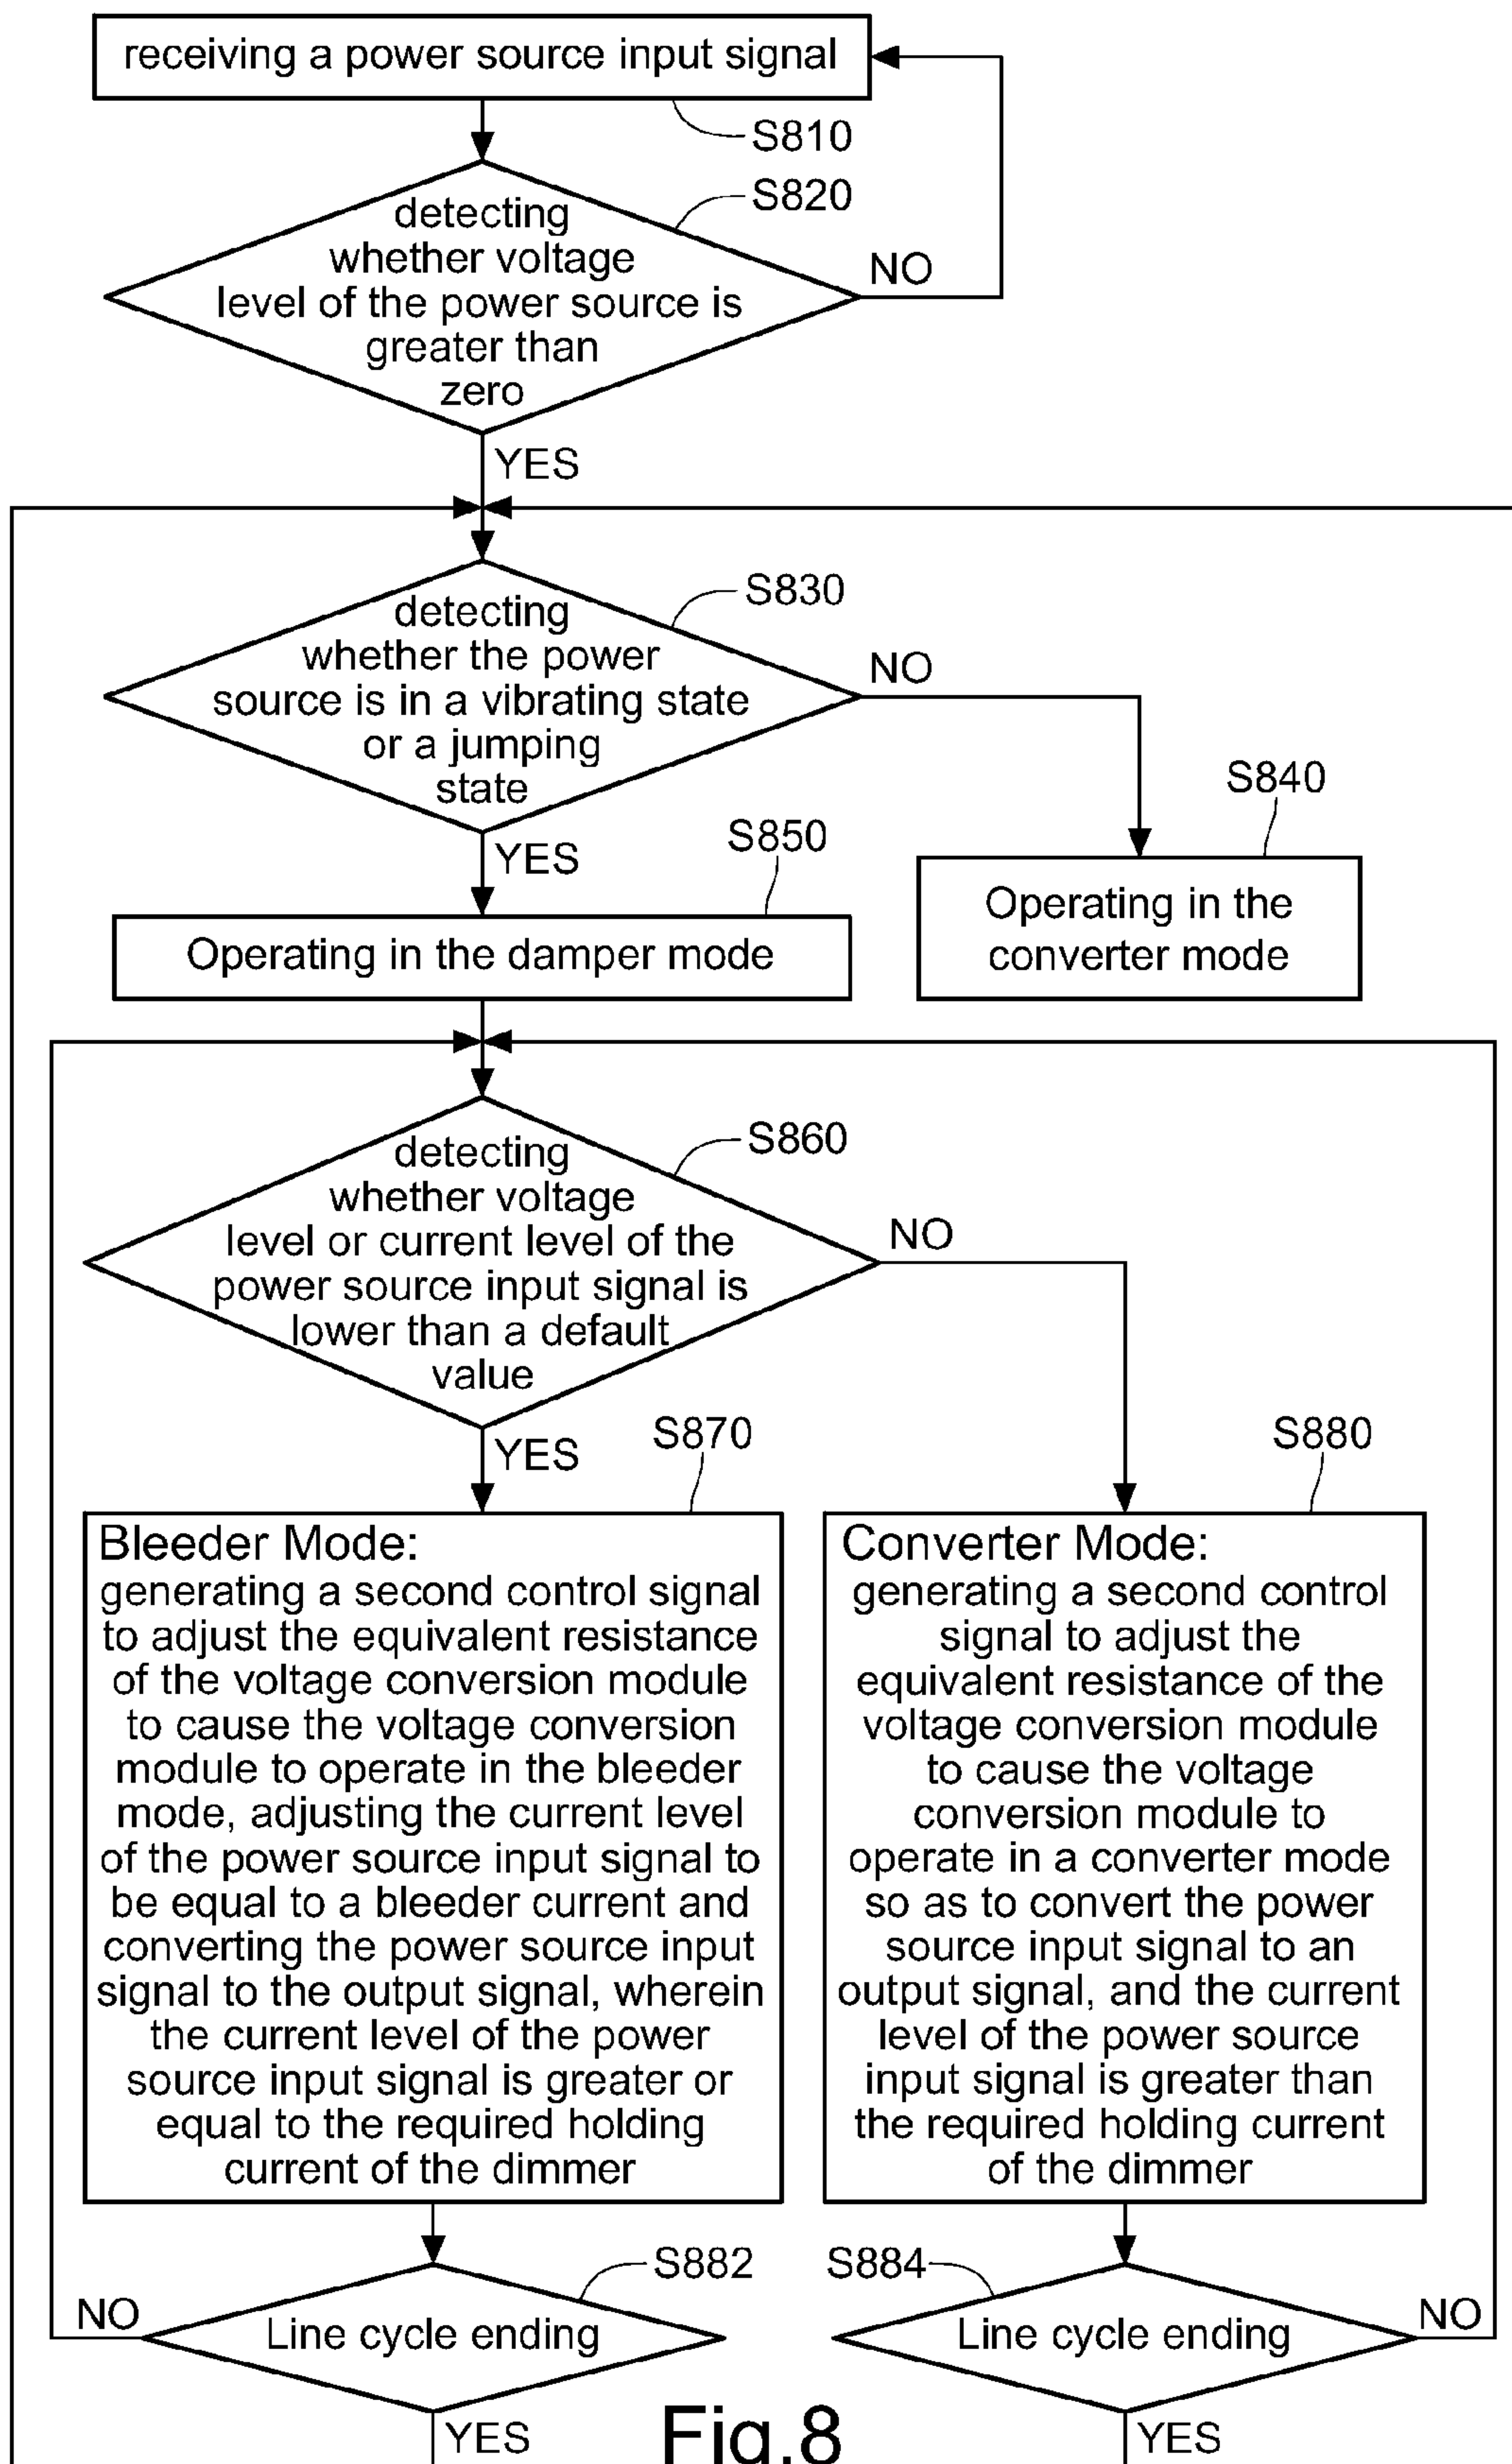 receiving a power source input signal
S810
S820
detecting
whether voltage
level of the power source is
greater than
zero
NO
YES
S830
detecting
whether the power
source is in a vibrating state
or a jumping
state
NO
S840
YES
S850
Operating in the
converter mode
Operating in the damper mode
S860
detecting
whether voltage
level or current level of the
power source input signal is
lower than a default
value
NO
YES
S870
S880
Bleeder Mode:
generating a second control signal
to adjust the equivalent resistance
of the voltage conversion module
to cause the voltage conversion
module to operate in the bleeder
mode, adjusting the current level
of the power source input signal to
be equal to a bleeder current and
converting the power source input
signal to the output signal, wherein
the current level of the power
source input signal is greater or
equal to the required holding
current of the dimmer
Converter Mode:
generating a second control
signal to adjust the
equivalent resistance of the
voltage conversion module
to cause the voltage
conversion module to
operate in a converter mode
so as to convert the power
source input signal to an
output signal, and the current
level of the power source
input signal is greater than
the required holding current
of the dimmer
S882
S884
NO
Line cycle ending
Line cycle ending
NO
YES
Fig.8
YES